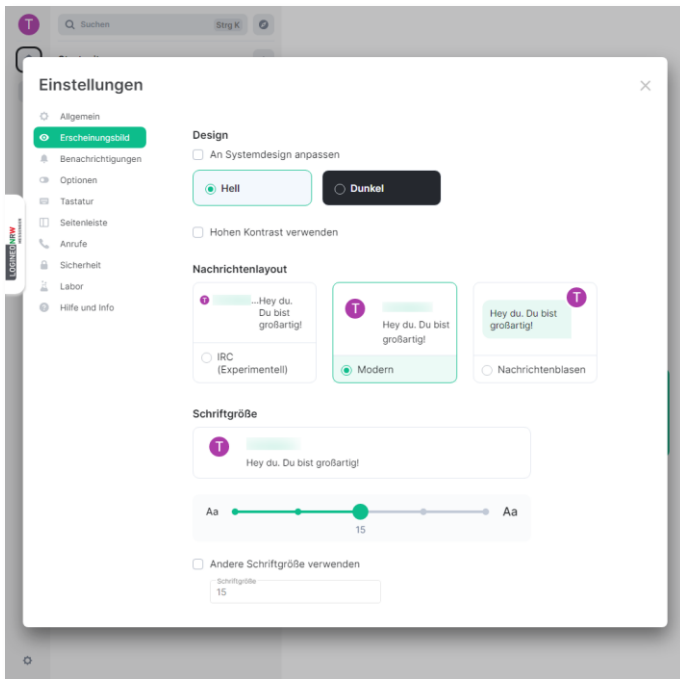 T
Suchen
Strg K
Einstellungen
Allgemein
Erscheinungsbild
Benachrichtigungen
Optionen
Tastatur
Seitenleiste
Anrufe
Sicherheit
Labor
Hilfe und Info
LOGINEO NRW
MESSENGER
Design
An Systemdesign anpassen
Hell
Dunkel
Hohen Kontrast verwenden
Nachrichtenlayout
T
...Hey du.
Du bist
großartig!
IRC
(Experimentell)
T
Hey du. Du bist
großartig!
Modern
T
Hey du. Du bist
großartig!
Nachrichtenblasen
Schriftgröße
T
Hey du. Du bist großartig!
Aa
Aa
15
Andere Schriftgröße verwenden
Schriftgröße
15